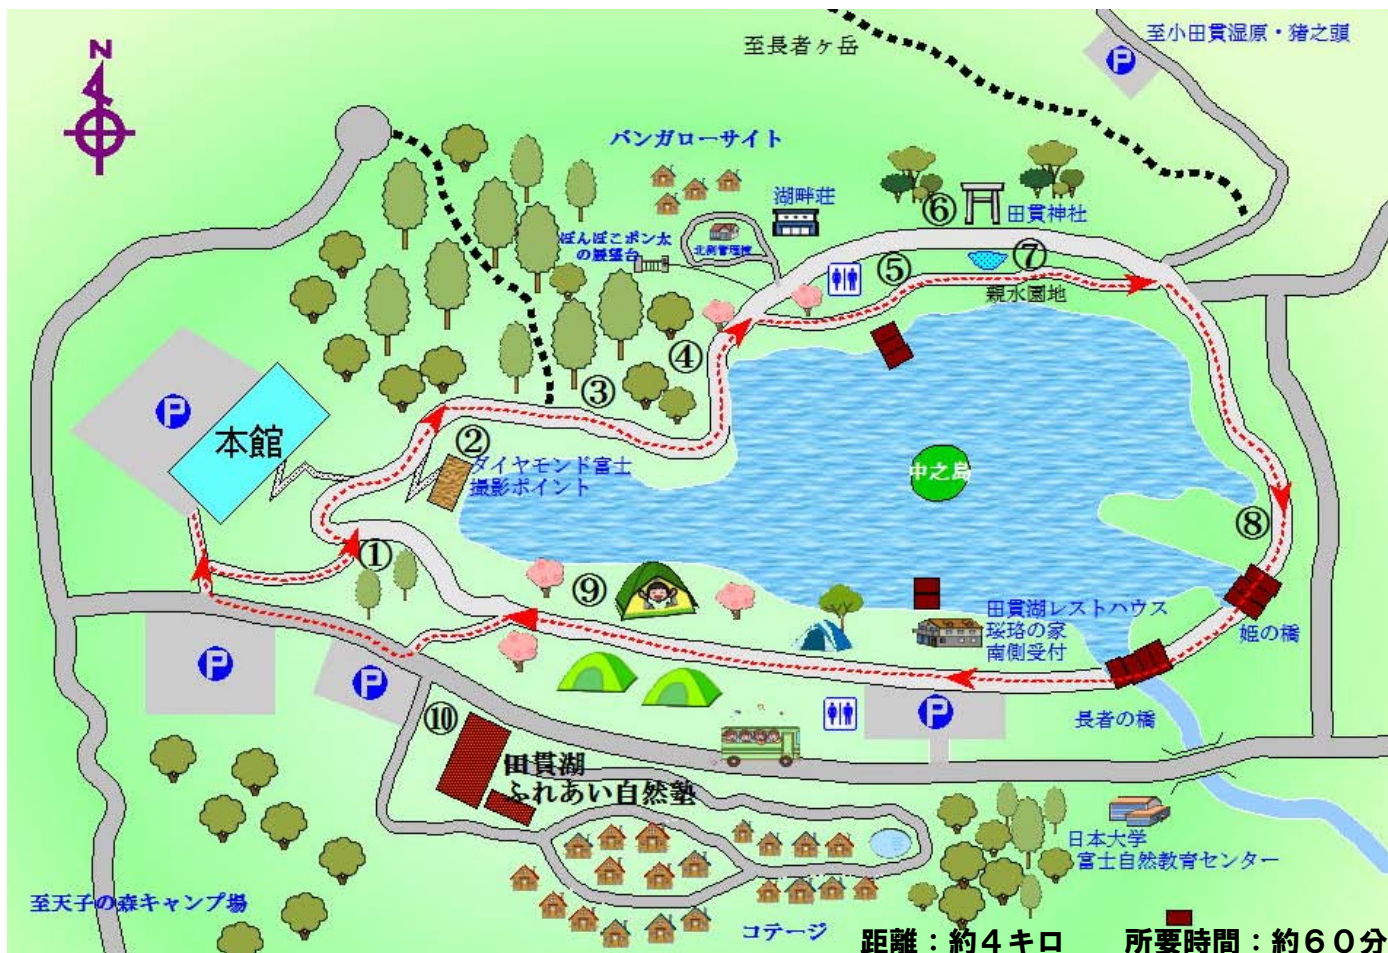 N
至長者ヶ岳
至小田貫湿原・猪之頭
P
バンガローサイト
湖畔荘
⑥
田貫神社
ぽんぽこポン太
の展望台
北側管理棟
⑤
⑦
親水園地
④
③
P
本館
②
ダイヤモンド富士
撮影ポイント
中之島
⑧
①
⑨
田貫湖レストハウス
南側受付
姫の橋
P
P
⑩
P
長者の橋
田貫湖
ふれあい自然塾
日本大学
富士自然教育センター
至天子の森キャンプ場
コテージ
距離：約４キロ 所要時間：約６０分